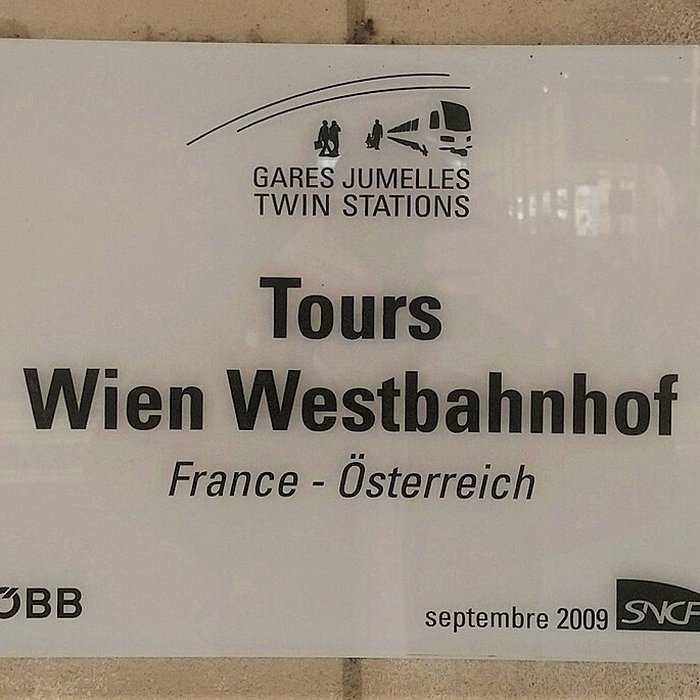 GARES JUMELLES
TWIN STATIONS
Tours
Wien Westbahnhof
France - Österreich
ÖBB
septembre 2009
SNCF